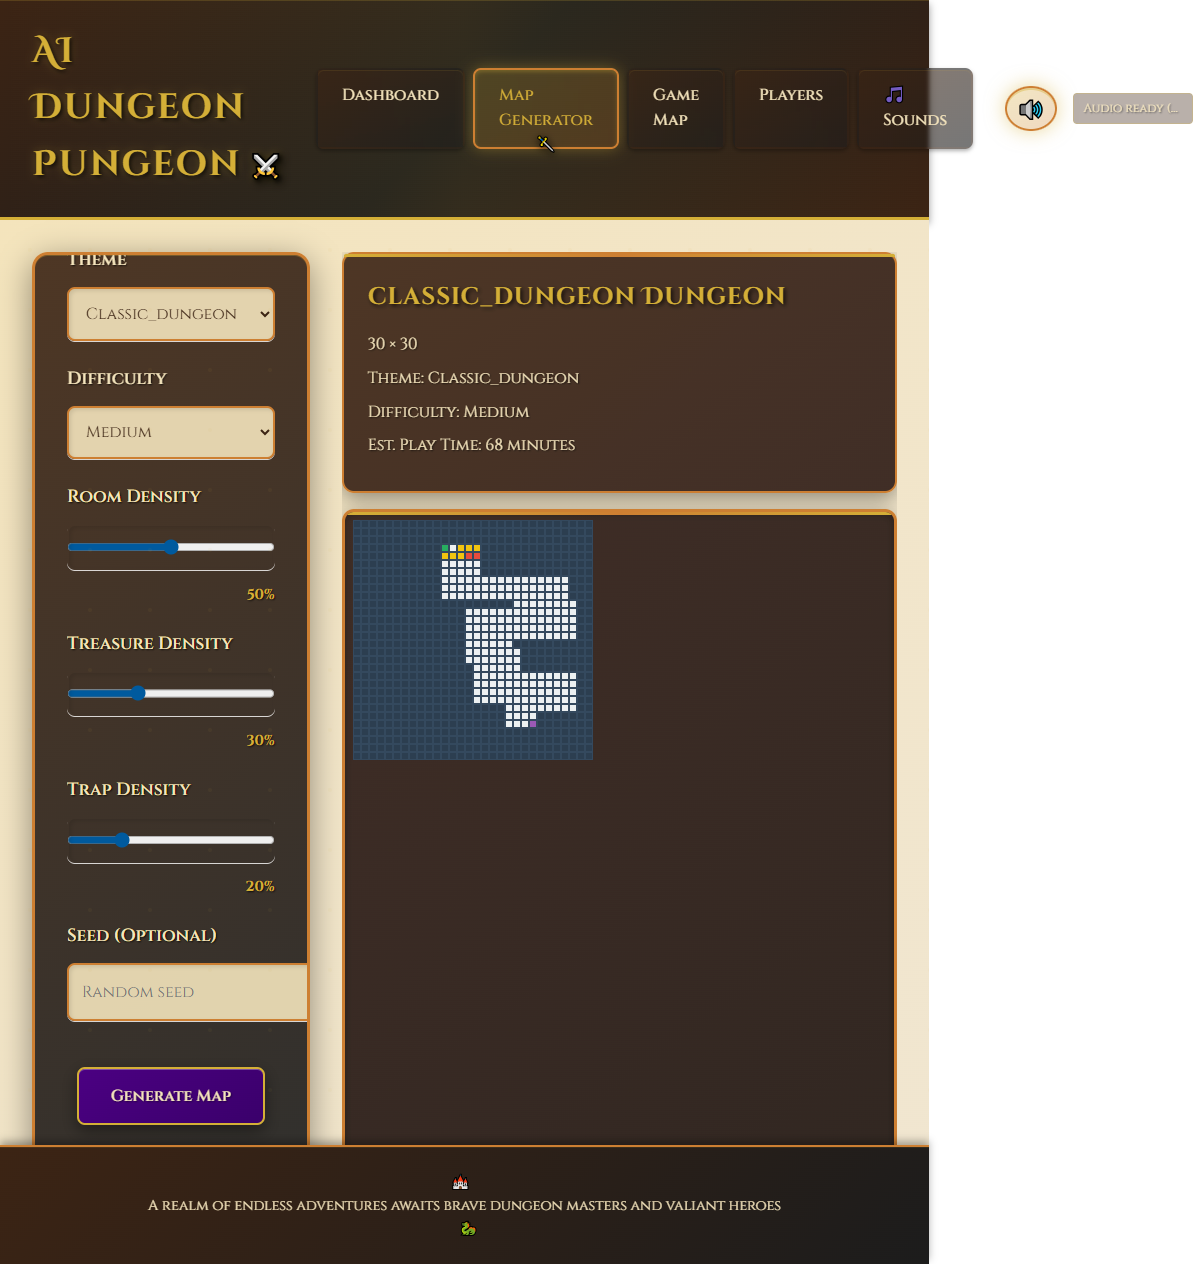 AI
Dungeon
Pungeon
Dashboard
Map
Generator
Game
Map
Players
Sounds
Audio ready (...
Theme
Classic_dungeon
Difficulty
Medium
Room Density
50%
Treasure Density
30%
Trap Density
20%
Seed (Optional)
Random seed
Generate Map
classic_dungeon Dungeon
30 × 30
Theme: Classic_dungeon
Difficulty: Medium
Est. Play Time: 68 minutes
A realm of endless adventures awaits brave dungeon masters and valiant heroes